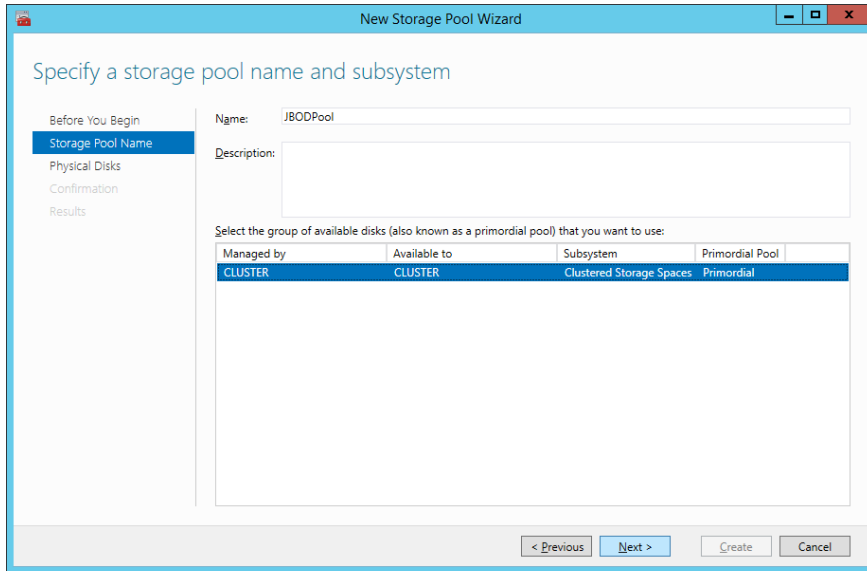 New Storage Pool Wizard
Specify a storage pool name and subsystem
Before You Begin
Storage Pool Name
Physical Disks
Confirmation
Results
Name: JBODPool
Description:
Select the group of available disks (also known as a primordial pool) that you want to use:
Managed by Available to Subsystem Primordial Pool
CLUSTER CLUSTER Clustered Storage Spaces Primordial
< Previous Next > Create Cancel